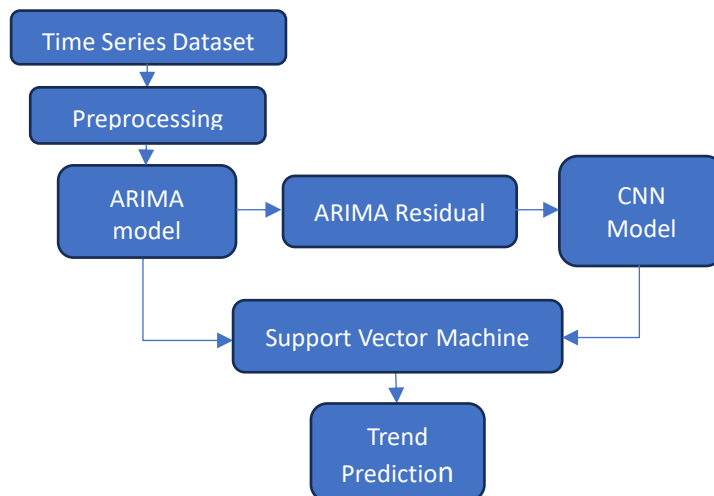 Time Series Dataset
Preprocessing
ARIMA
model
ARIMA Residual
CNN
Model
Support Vector Machine
Trend
Prediction